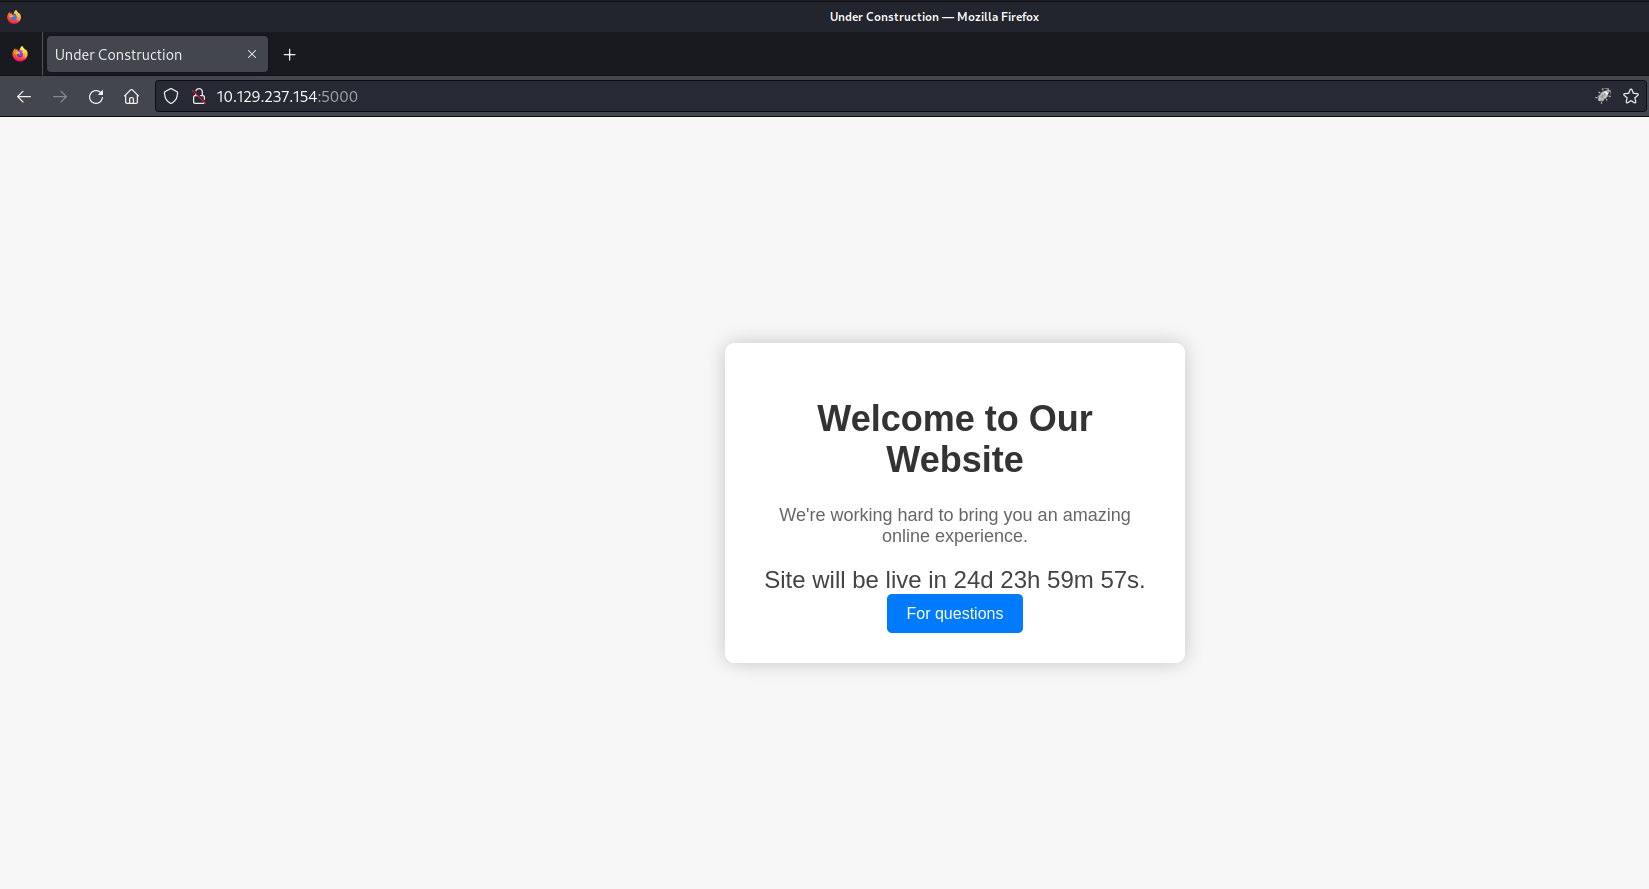 Under Construction — Mozilla Firefox
Under Construction
10.129.237.154:5000
Welcome to Our
Website
We're working hard to bring you an amazing
online experience.
Site will be live in 24d 23h 59m 57s.
For questions